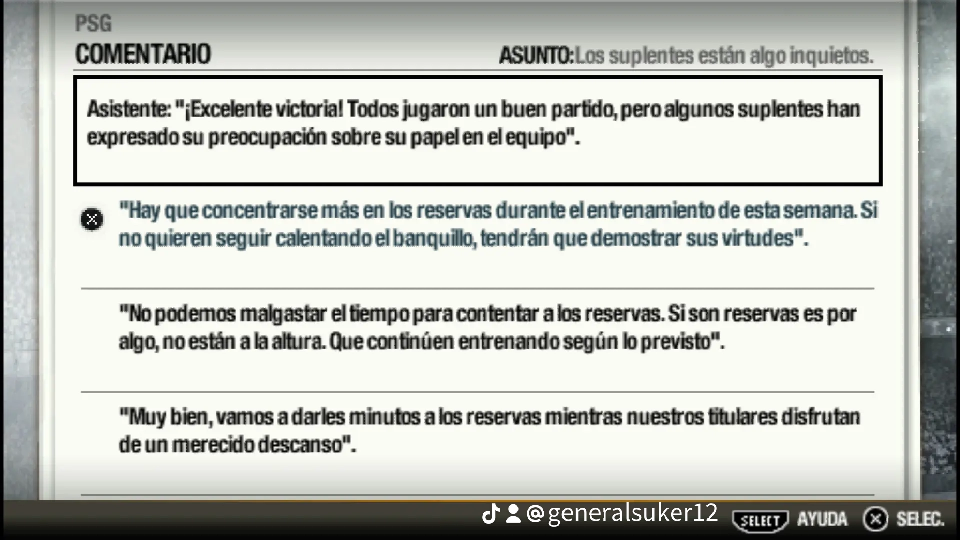 PSG
COMENTARIO
ASUNTO:Los suplentes están algo inquietos.
Asistente: "¡Excelente victoria! Todos jugaron un buen partido, pero algunos suplentes han
expresado su preocupación sobre su papel en el equipo".
"Hay que concentrarse más en los reservas durante el entrenamiento de esta semana. Si
no quieren seguir calentando el banquillo, tendrán que demostrar sus virtudes".
"No podemos malgastar el tiempo para contentar a los reservas. Si son reservas es por
algo, no están a la altura. Que continúen entrenando según lo previsto".
"Muy bien, vamos a darles minutos a los reservas mientras nuestros titulares disfrutan
de un merecido descanso".
@generalsuker12
SELECT AYUDA X SELEC.